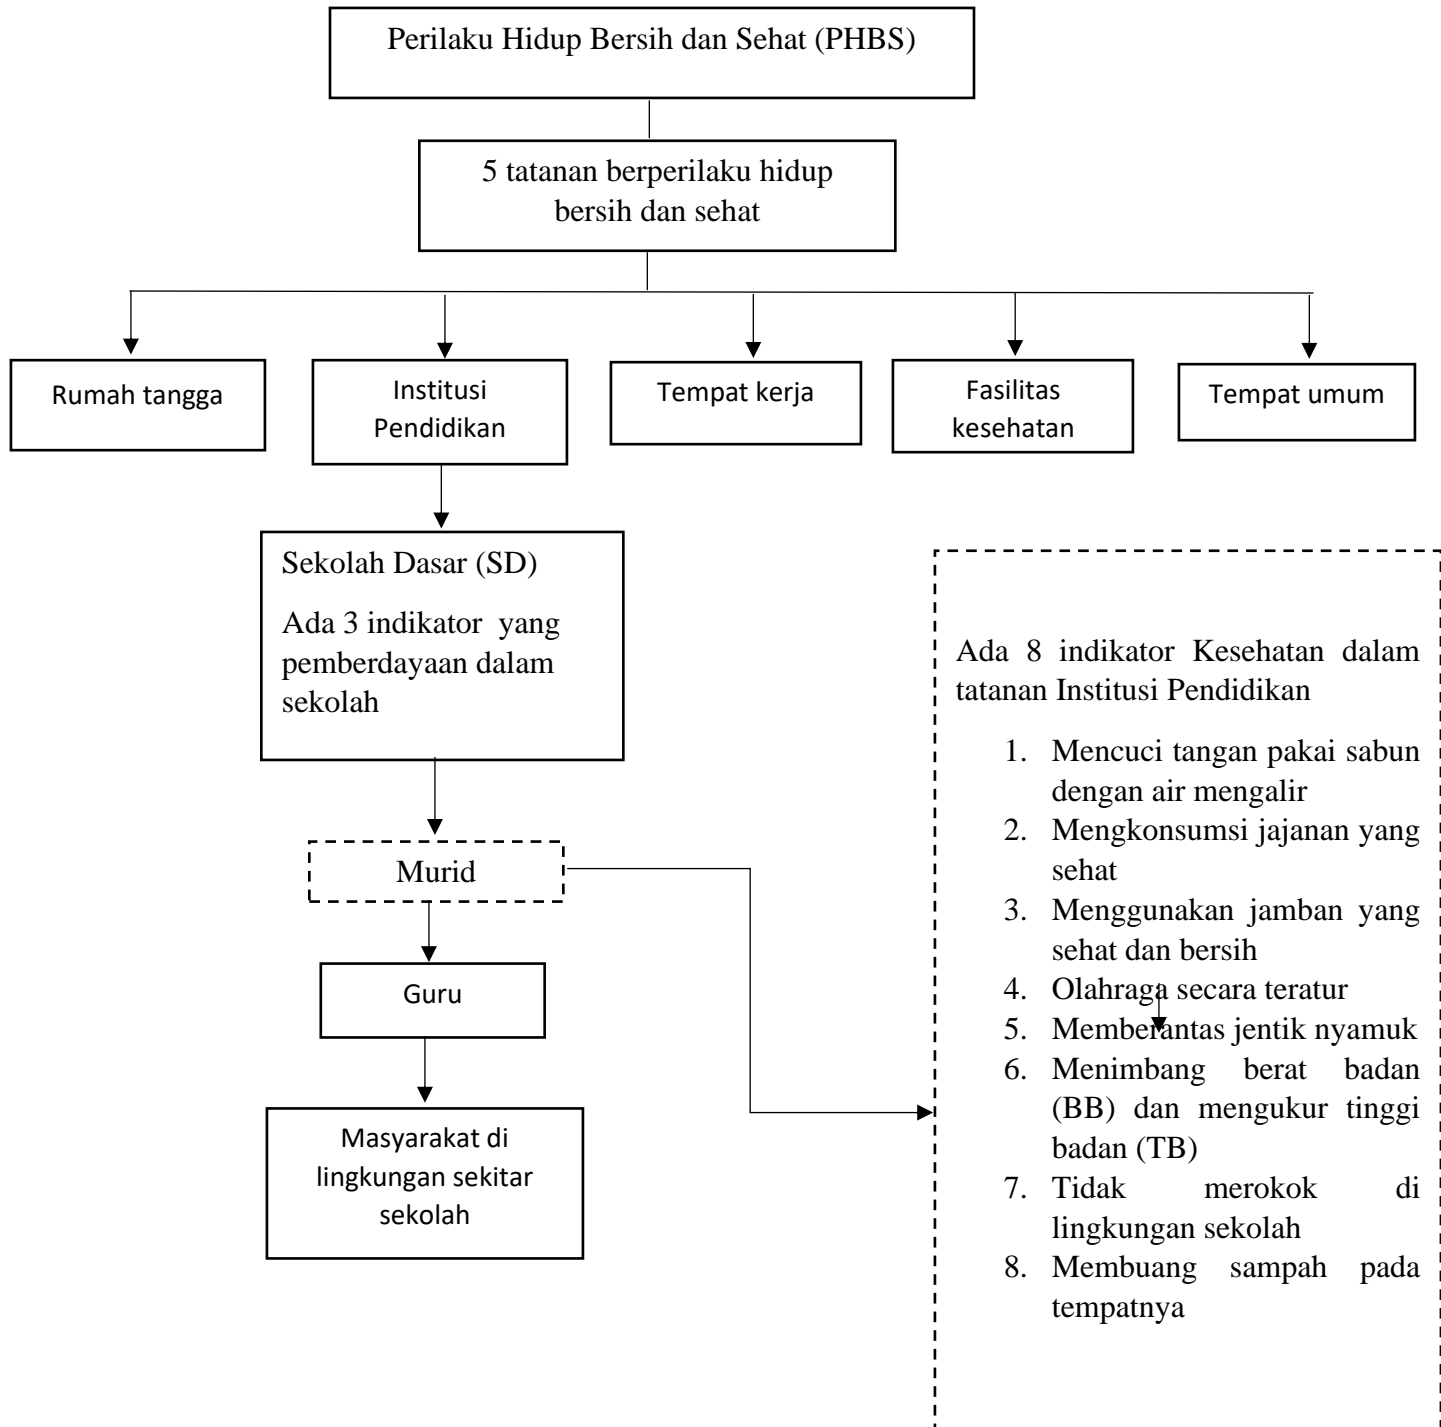 Perilaku Hidup Bersih dan Sehat (PHBS)
5 tatanan berperilaku hidup
bersih dan sehat
Rumah tangga
Institusi
Pendidikan
Tempat kerja
Fasilitas
kesehatan
Tempat umum
Sekolah Dasar (SD)
Ada 3 indikator  yang
pemberdayaan dalam
sekolah
Murid
Guru
Masyarakat di
lingkungan sekitar
sekolah
Ada 8 indikator Kesehatan dalam
tatanan Institusi Pendidikan
1. Mencuci tangan pakai sabun
dengan air mengalir
2. Mengkonsumsi jajanan yang
sehat
3. Menggunakan jamban yang
sehat dan bersih
4. Olahraga secara teratur
5. Memberantas jentik nyamuk
6. Menimbang berat badan
(BB) dan mengukur tinggi
badan (TB)
7. Tidak merokok di
lingkungan sekolah
8. Membuang sampah pada
tempatnya